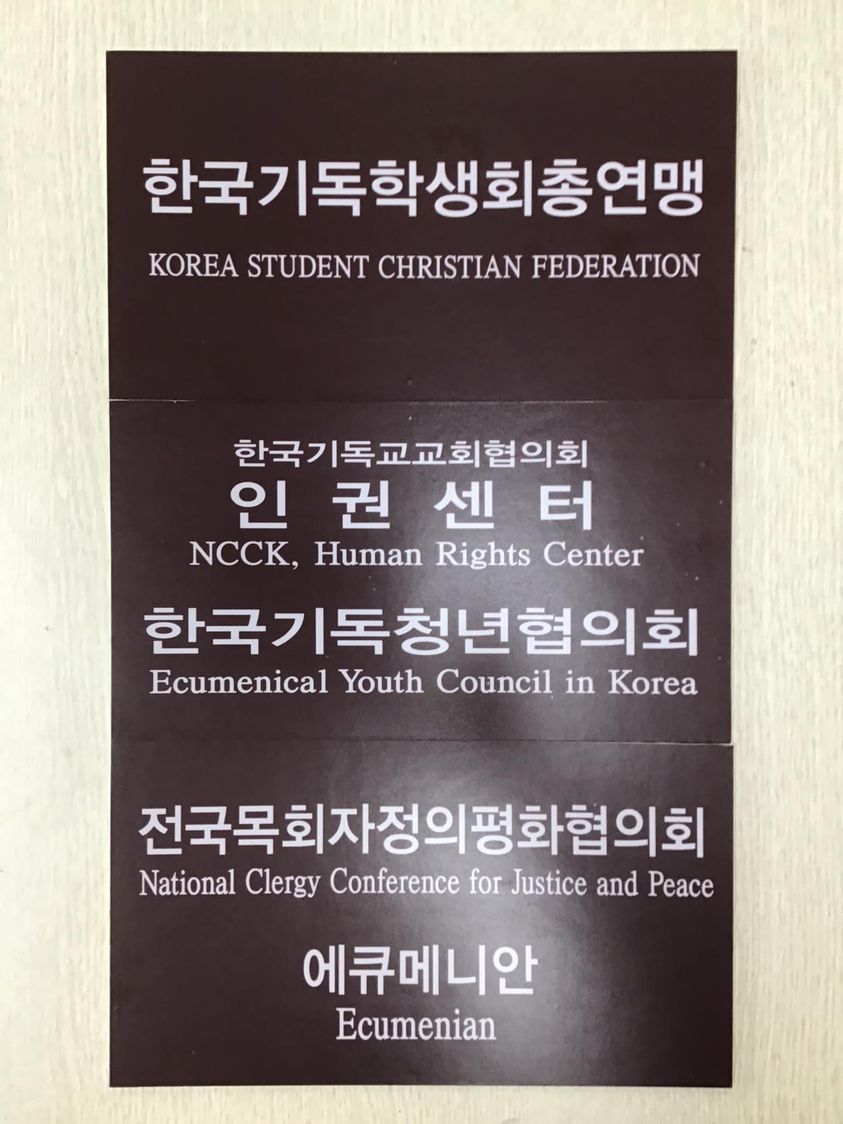 한국기독학생회총연맹
KOREA STUDENT CHRISTIAN FEDERATION
한국기독교교회협의회
인 권 센 터
NCCK, Human Rights Center
한국기독청년협의회
Ecumenical Youth Council in Korea
전국목회자정의평화협의회
National Clergy Conference for Justice and Peace
에큐메니안
Ecumenian